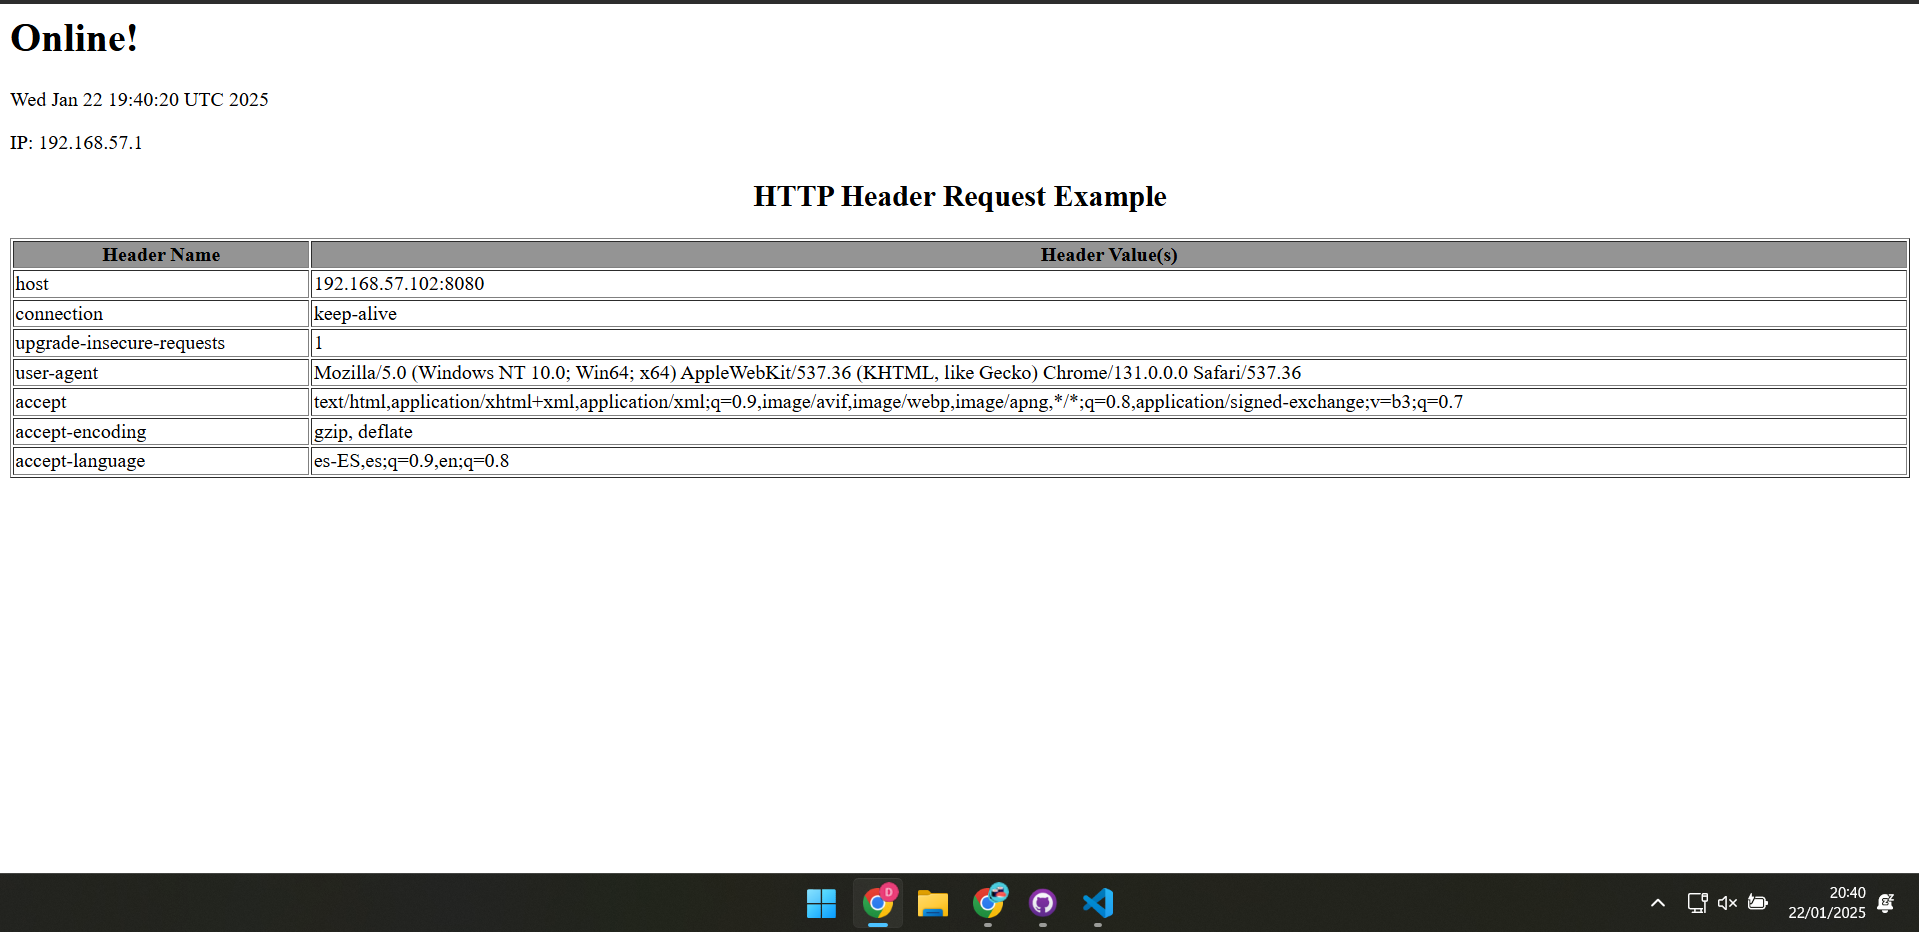 Online!
Wed Jan 22 19:40:20 UTC 2025
IP: 192.168.57.1
HTTP Header Request Example
Header Name Header Value(s)
host 192.168.57.102:8080
connection keep-alive
upgrade-insecure-requests 1
user-agent Mozilla/5.0 (Windows NT 10.0; Win64; x64) AppleWebKit/537.36 (KHTML, like Gecko) Chrome/131.0.0.0 Safari/537.36
accept text/html,application/xhtml+xml,application/xml;q=0.9,image/avif,image/webp,image/apng,*/*;q=0.8,application/signed-exchange;v=b3;q=0.7
accept-encoding gzip, deflate
accept-language es-ES,es;q=0.9,en;q=0.8
D
20:40
22/01/2025